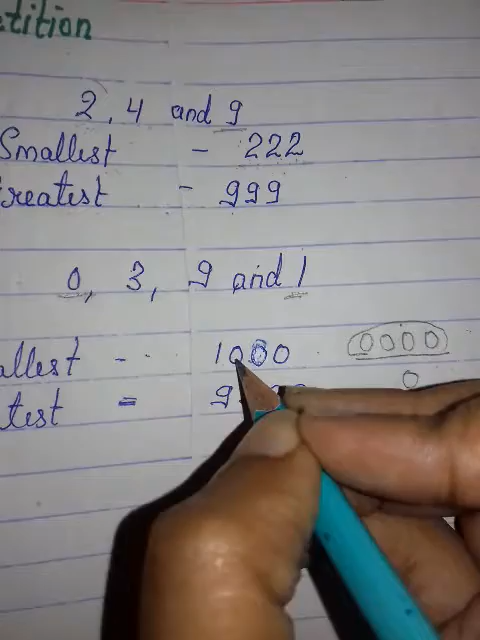 etition
2, 4 and 9
Smallest - 222
reatest - 999
0, 3, 9 and 1
allest - 1000 0000
test = 9 0